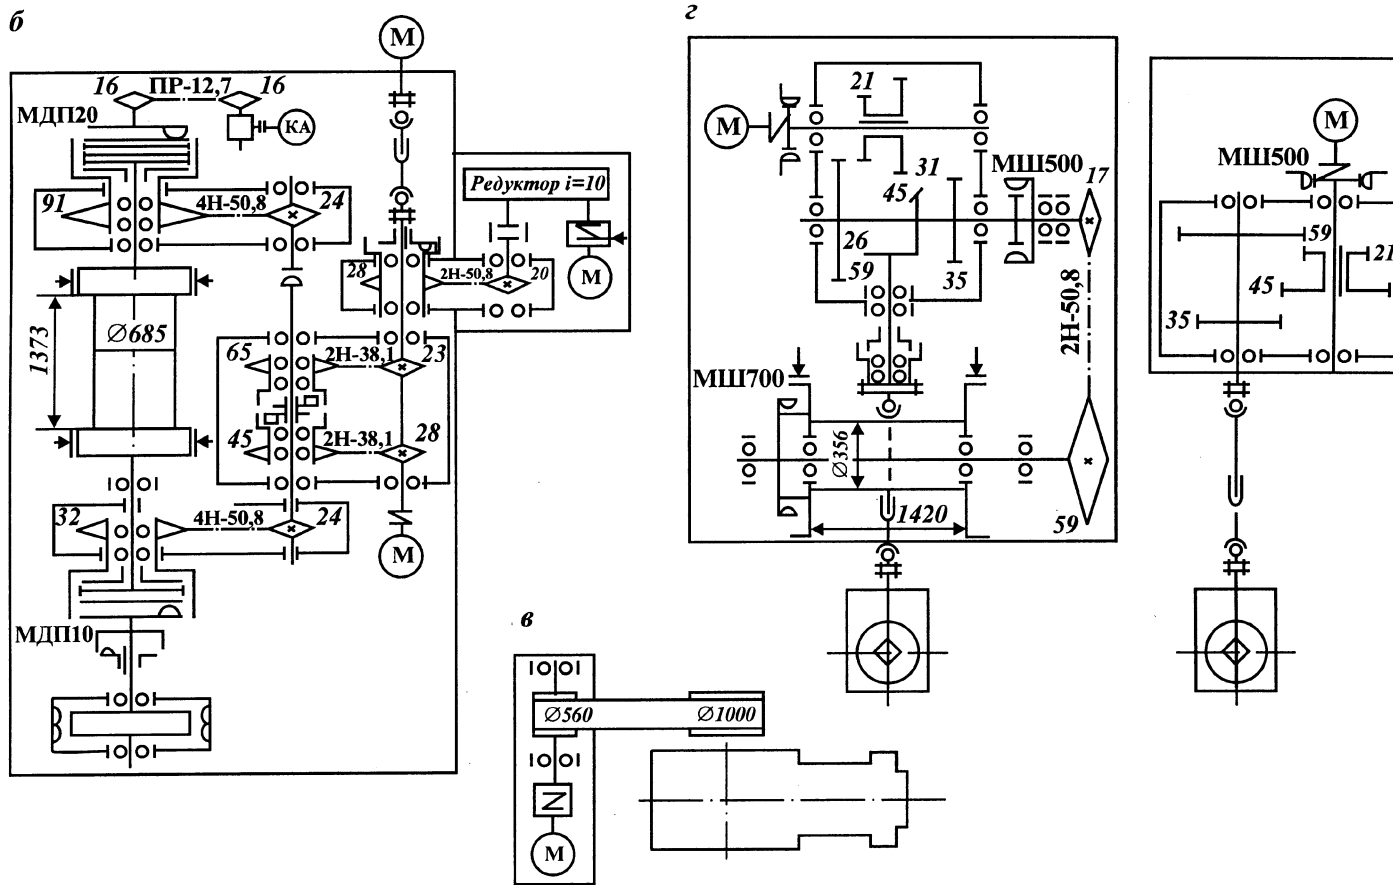 б
М
16
ПР-12,7
16
МДП20
КА
91
4Н-50,8
24
Редуктор i=10
28
2Н-50,8
20
М
1373
∅685
65
2Н-38,1
23
45
2Н-38,1
28
32
4Н-50,8
24
М
МДП10
в
∅560
∅1000
М
г
21
М
31
МШ500
17
45
26
59
35
2Н-50,8
МШ700
∅356
1420
59
М
МШ500
59
21
45
35